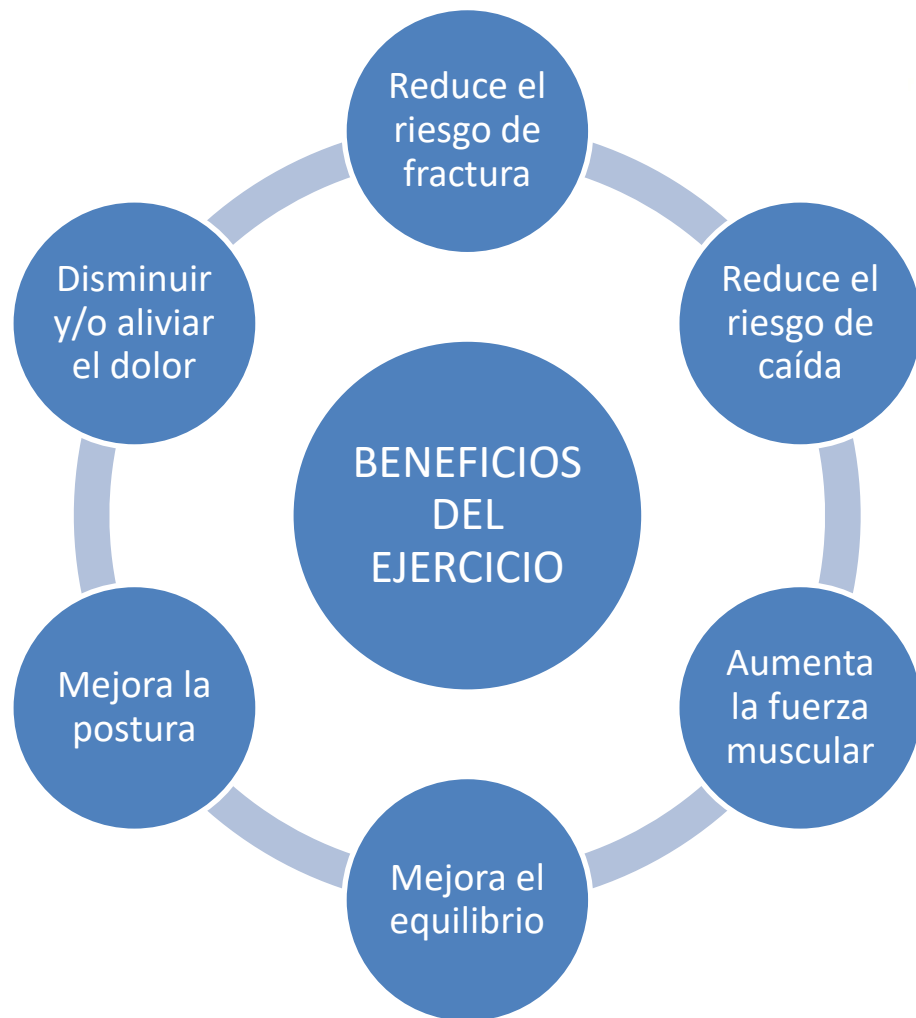 Reduce el
riesgo de
fractura
Reduce el
riesgo de
caída
Aumenta
la fuerza
muscular
Mejora el
equilibrio
Mejora la
postura
Disminuir
y/o aliviar
el dolor
BENEFICIOS
DEL
EJERCICIO